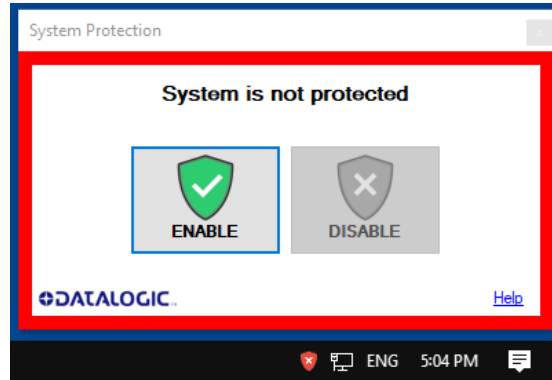 System Protection
System is not protected
ENABLE
DISABLE
DATALOGIC
Help
ENG 5:04 PM